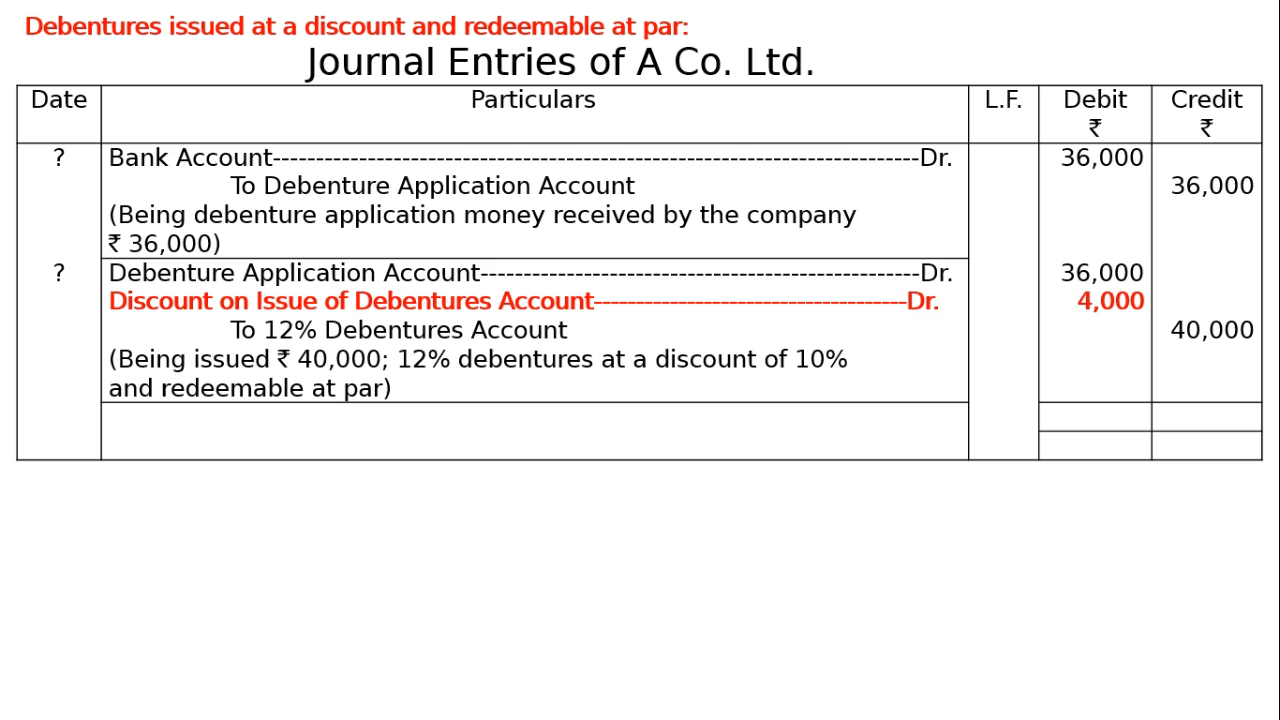 Debentures issued at a discount and redeemable at par:
Journal Entries of A Co. Ltd.
Date Particulars L.F. Debit Credit
₹ ₹
? Bank Account---------------------------------------------------------------------------Dr. 36,000
To Debenture Application Account 36,000
(Being debenture application money received by the company
₹ 36,000)
? Debenture Application Account---------------------------------------------------Dr. 36,000
Discount on Issue of Debentures Account-------------------------------------Dr. 4,000
To 12% Debentures Account 40,000
(Being issued ₹ 40,000; 12% debentures at a discount of 10%
and redeemable at par)